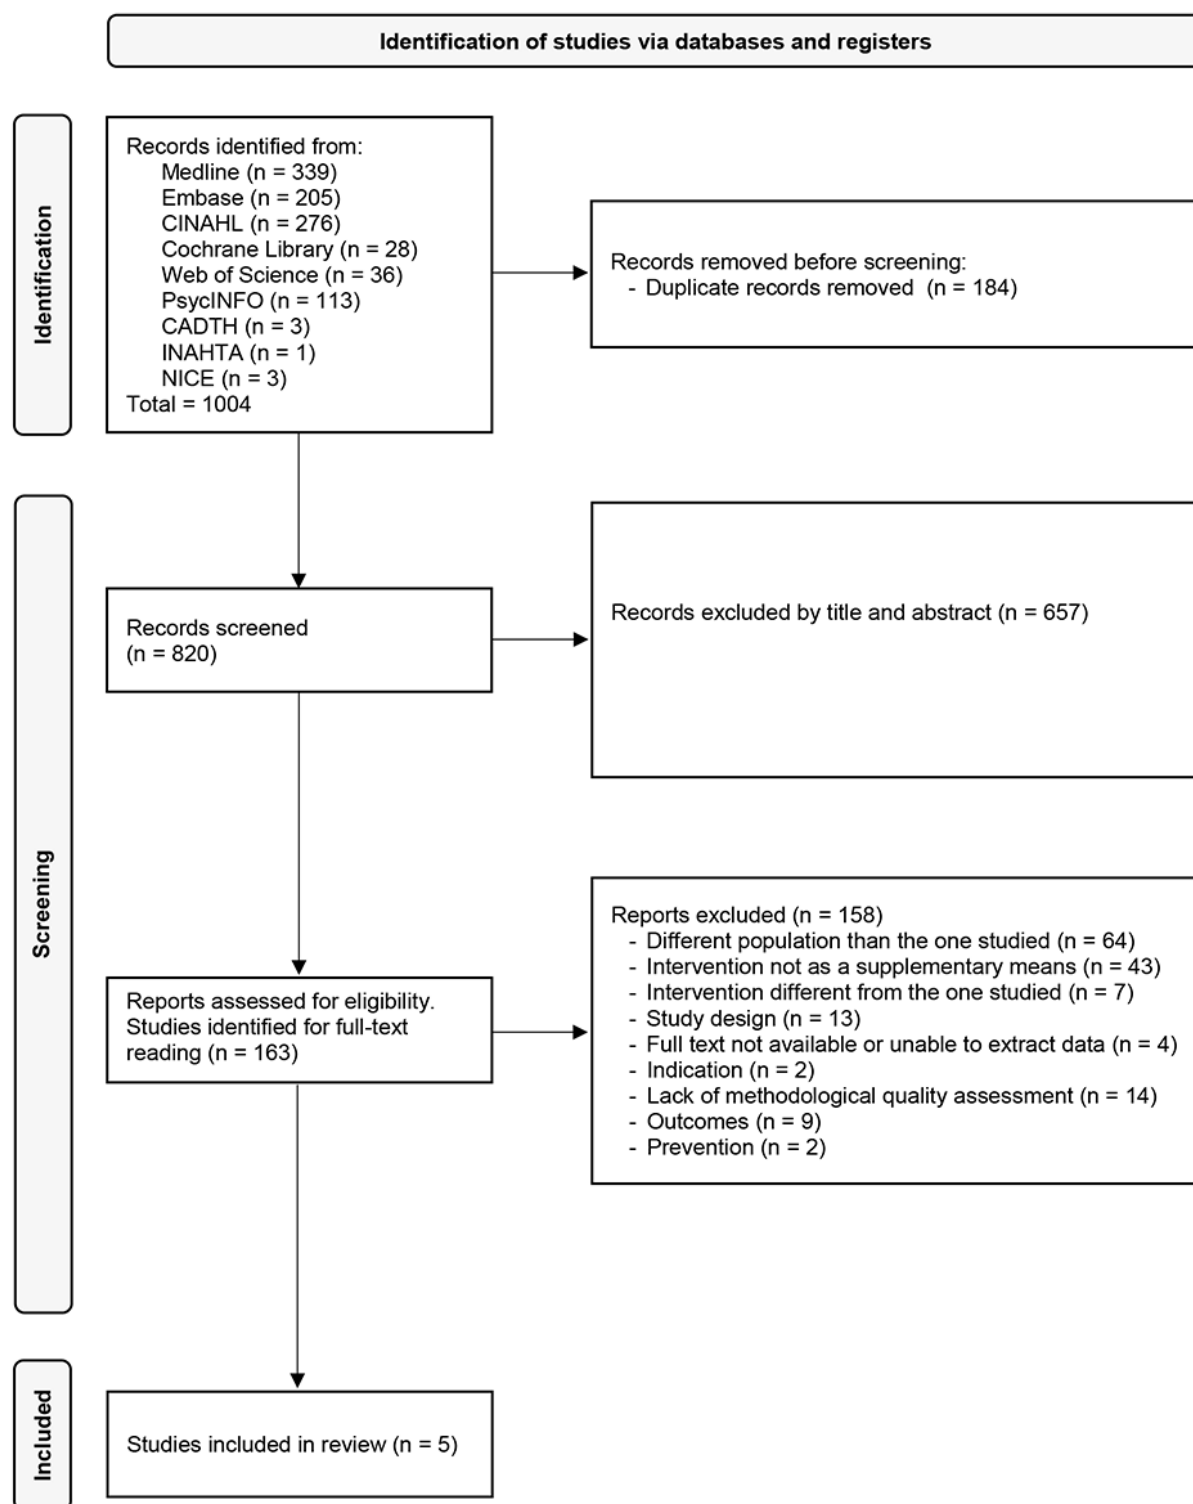 Identification of studies via databases and registers
Identification
Records identified from:
Medline (n = 339)
Embase (n = 205)
CINAHL (n = 276)
Cochrane Library (n = 28)
Web of Science (n = 36)
PsycINFO (n = 113)
CADTH (n = 3)
INAHTA (n = 1)
NICE (n = 3)
Total = 1004
Records removed before screening:
- Duplicate records removed (n = 184)
Screening
Records screened
(n = 820)
Records excluded by title and abstract (n = 657)
Reports assessed for eligibility.
Studies identified for full-text
reading (n = 163)
Reports excluded (n = 158)
- Different population than the one studied (n = 64)
- Intervention not as a supplementary means (n = 43)
- Intervention different from the one studied (n = 7)
- Study design (n = 13)
- Full text not available or unable to extract data (n = 4)
- Indication (n = 2)
- Lack of methodological quality assessment (n = 14)
- Outcomes (n = 9)
- Prevention (n = 2)
Included
Studies included in review (n = 5)